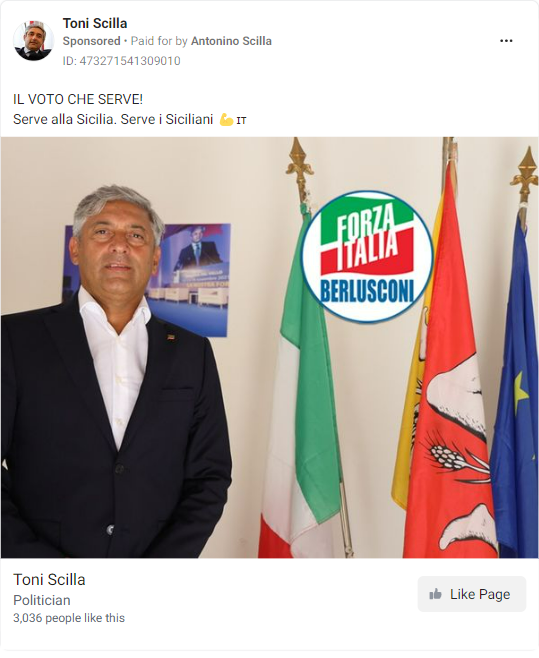 Toni Scilla
Sponsored • Paid for by Antonino Scilla
ID: 473271541309010
IL VOTO CHE SERVE!
Serve alla Sicilia. Serve i Siciliani 💪 IT
FORZA
ITALIA
BERLUSCONI
Toni Scilla
Politician
3,036 people like this
Like Page